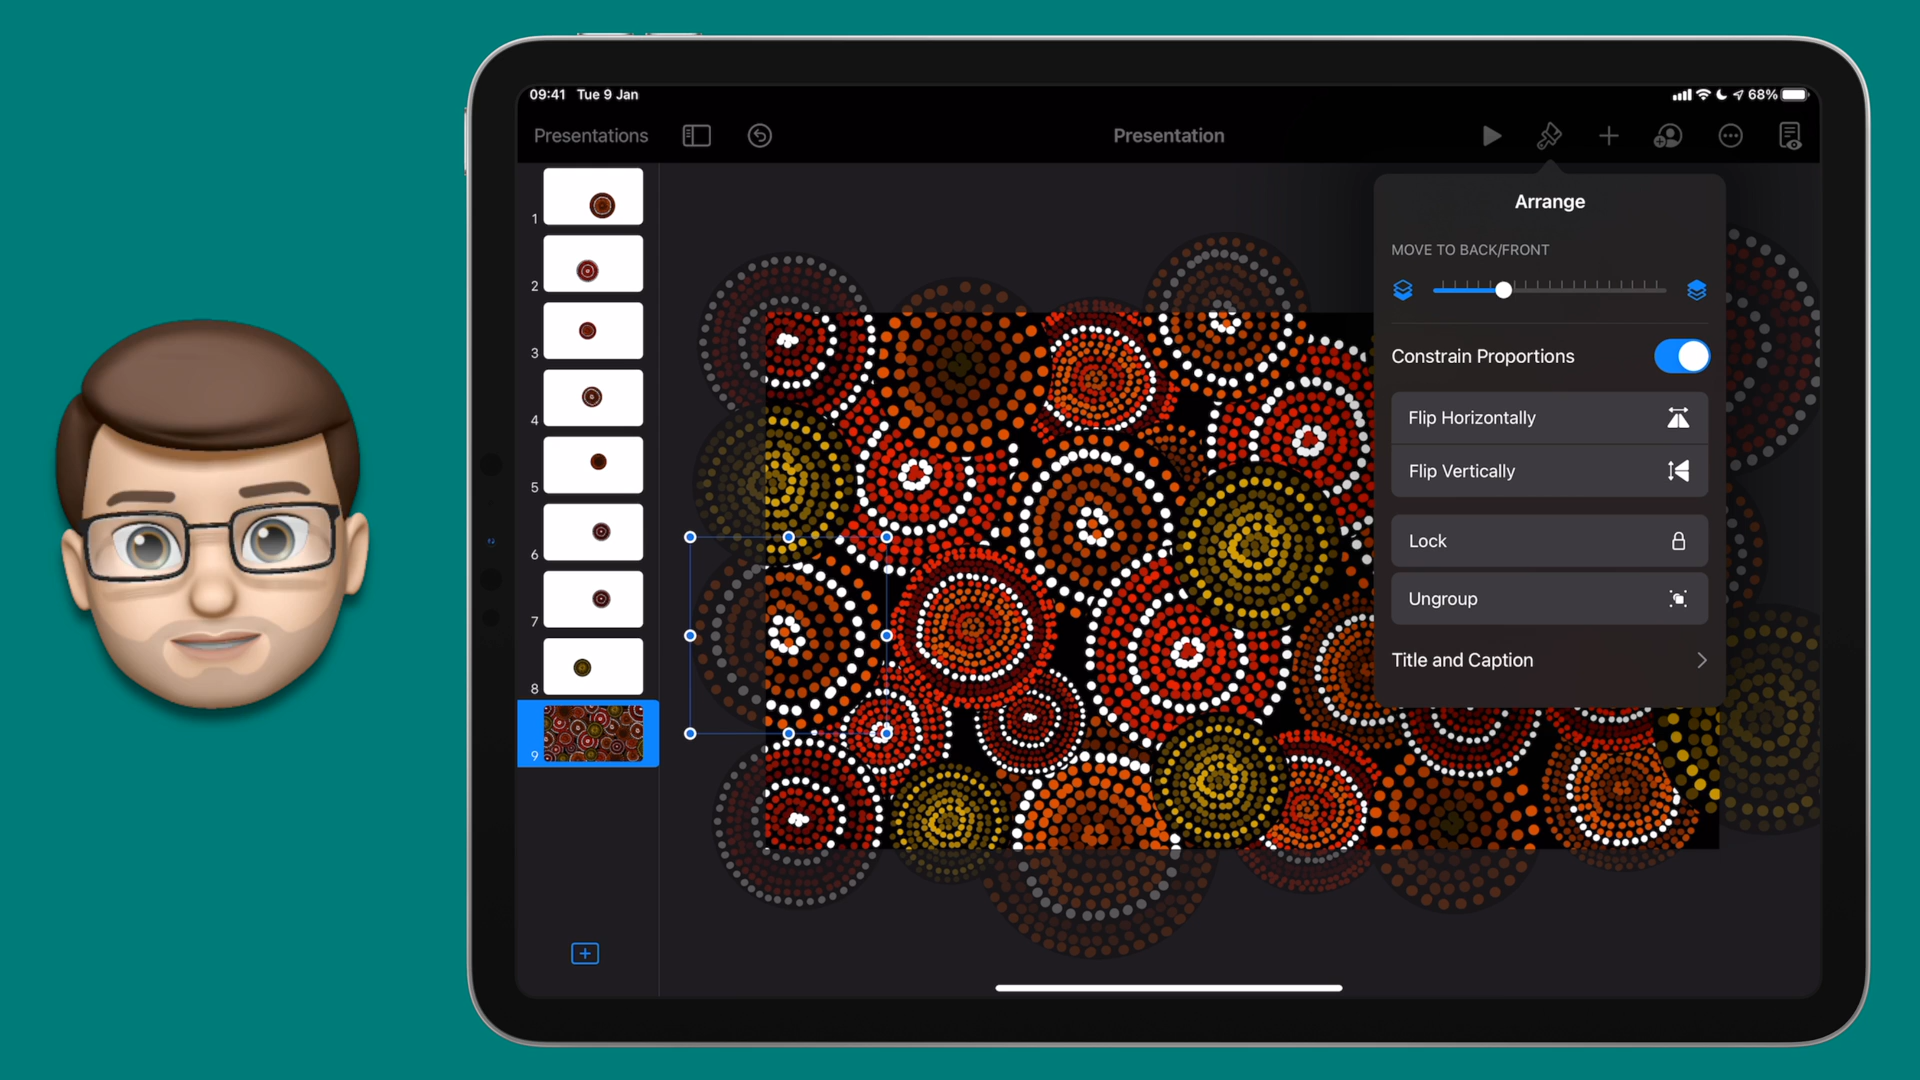 09:41 Tue 9 Jan
68%
Presentations
Presentation
1
2
3
4
5
6
7
8
9
Arrange
MOVE TO BACK/FRONT
Constrain Proportions
Flip Horizontally
Flip Vertically
Lock
Ungroup
Title and Caption